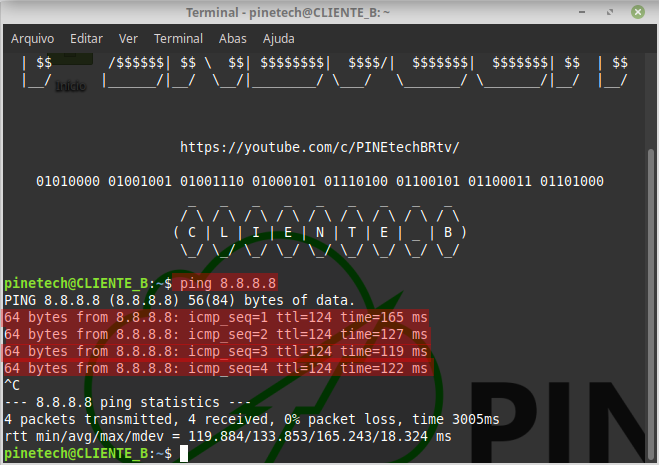 Terminal - pinetech@CLIENTE_B: ~
Arquivo Editar Ver Terminal Abas Ajuda
| $$      /$$$$$$| $$ \  $$| $$$$$$$$|  $$$$/|  $$$$$$$|  $$$$$$$| $$  | $$
|__/     |______/|__/  \__/|________/ \___/   \_______/ \_______/|__/  |__/
Início
https://youtube.com/c/PINEtechBRtv/
01010000 01001001 01001110 01000101 01110100 01100101 01100011 01101000
 _   _   _   _   _   _   _   _   _
/ \ / \ / \ / \ / \ / \ / \ / \ / \
( C | L | I | E | N | T | E | _ | B )
\_/ \_/ \_/ \_/ \_/ \_/ \_/ \_/ \_/
pinetech@CLIENTE_B:~$ ping 8.8.8.8
PING 8.8.8.8 (8.8.8.8) 56(84) bytes of data.
64 bytes from 8.8.8.8: icmp_seq=1 ttl=124 time=165 ms
64 bytes from 8.8.8.8: icmp_seq=2 ttl=124 time=127 ms
64 bytes from 8.8.8.8: icmp_seq=3 ttl=124 time=119 ms
64 bytes from 8.8.8.8: icmp_seq=4 ttl=124 time=122 ms
^C
--- 8.8.8.8 ping statistics ---
4 packets transmitted, 4 received, 0% packet loss, time 3005ms
rtt min/avg/max/mdev = 119.884/133.853/165.243/18.324 ms
pinetech@CLIENTE_B:~$
PIN